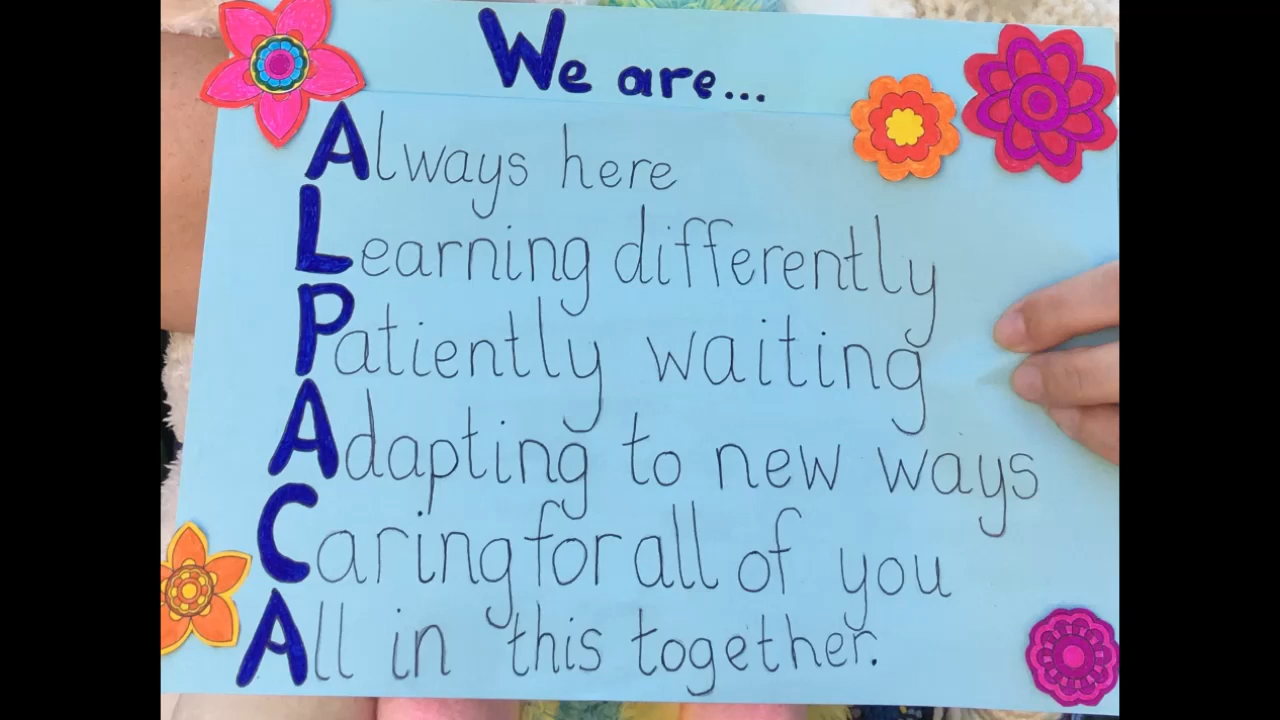 We are...
Always here
Learning differently
Patiently waiting
Adapting to new ways
Caring for all of you
All in this together.